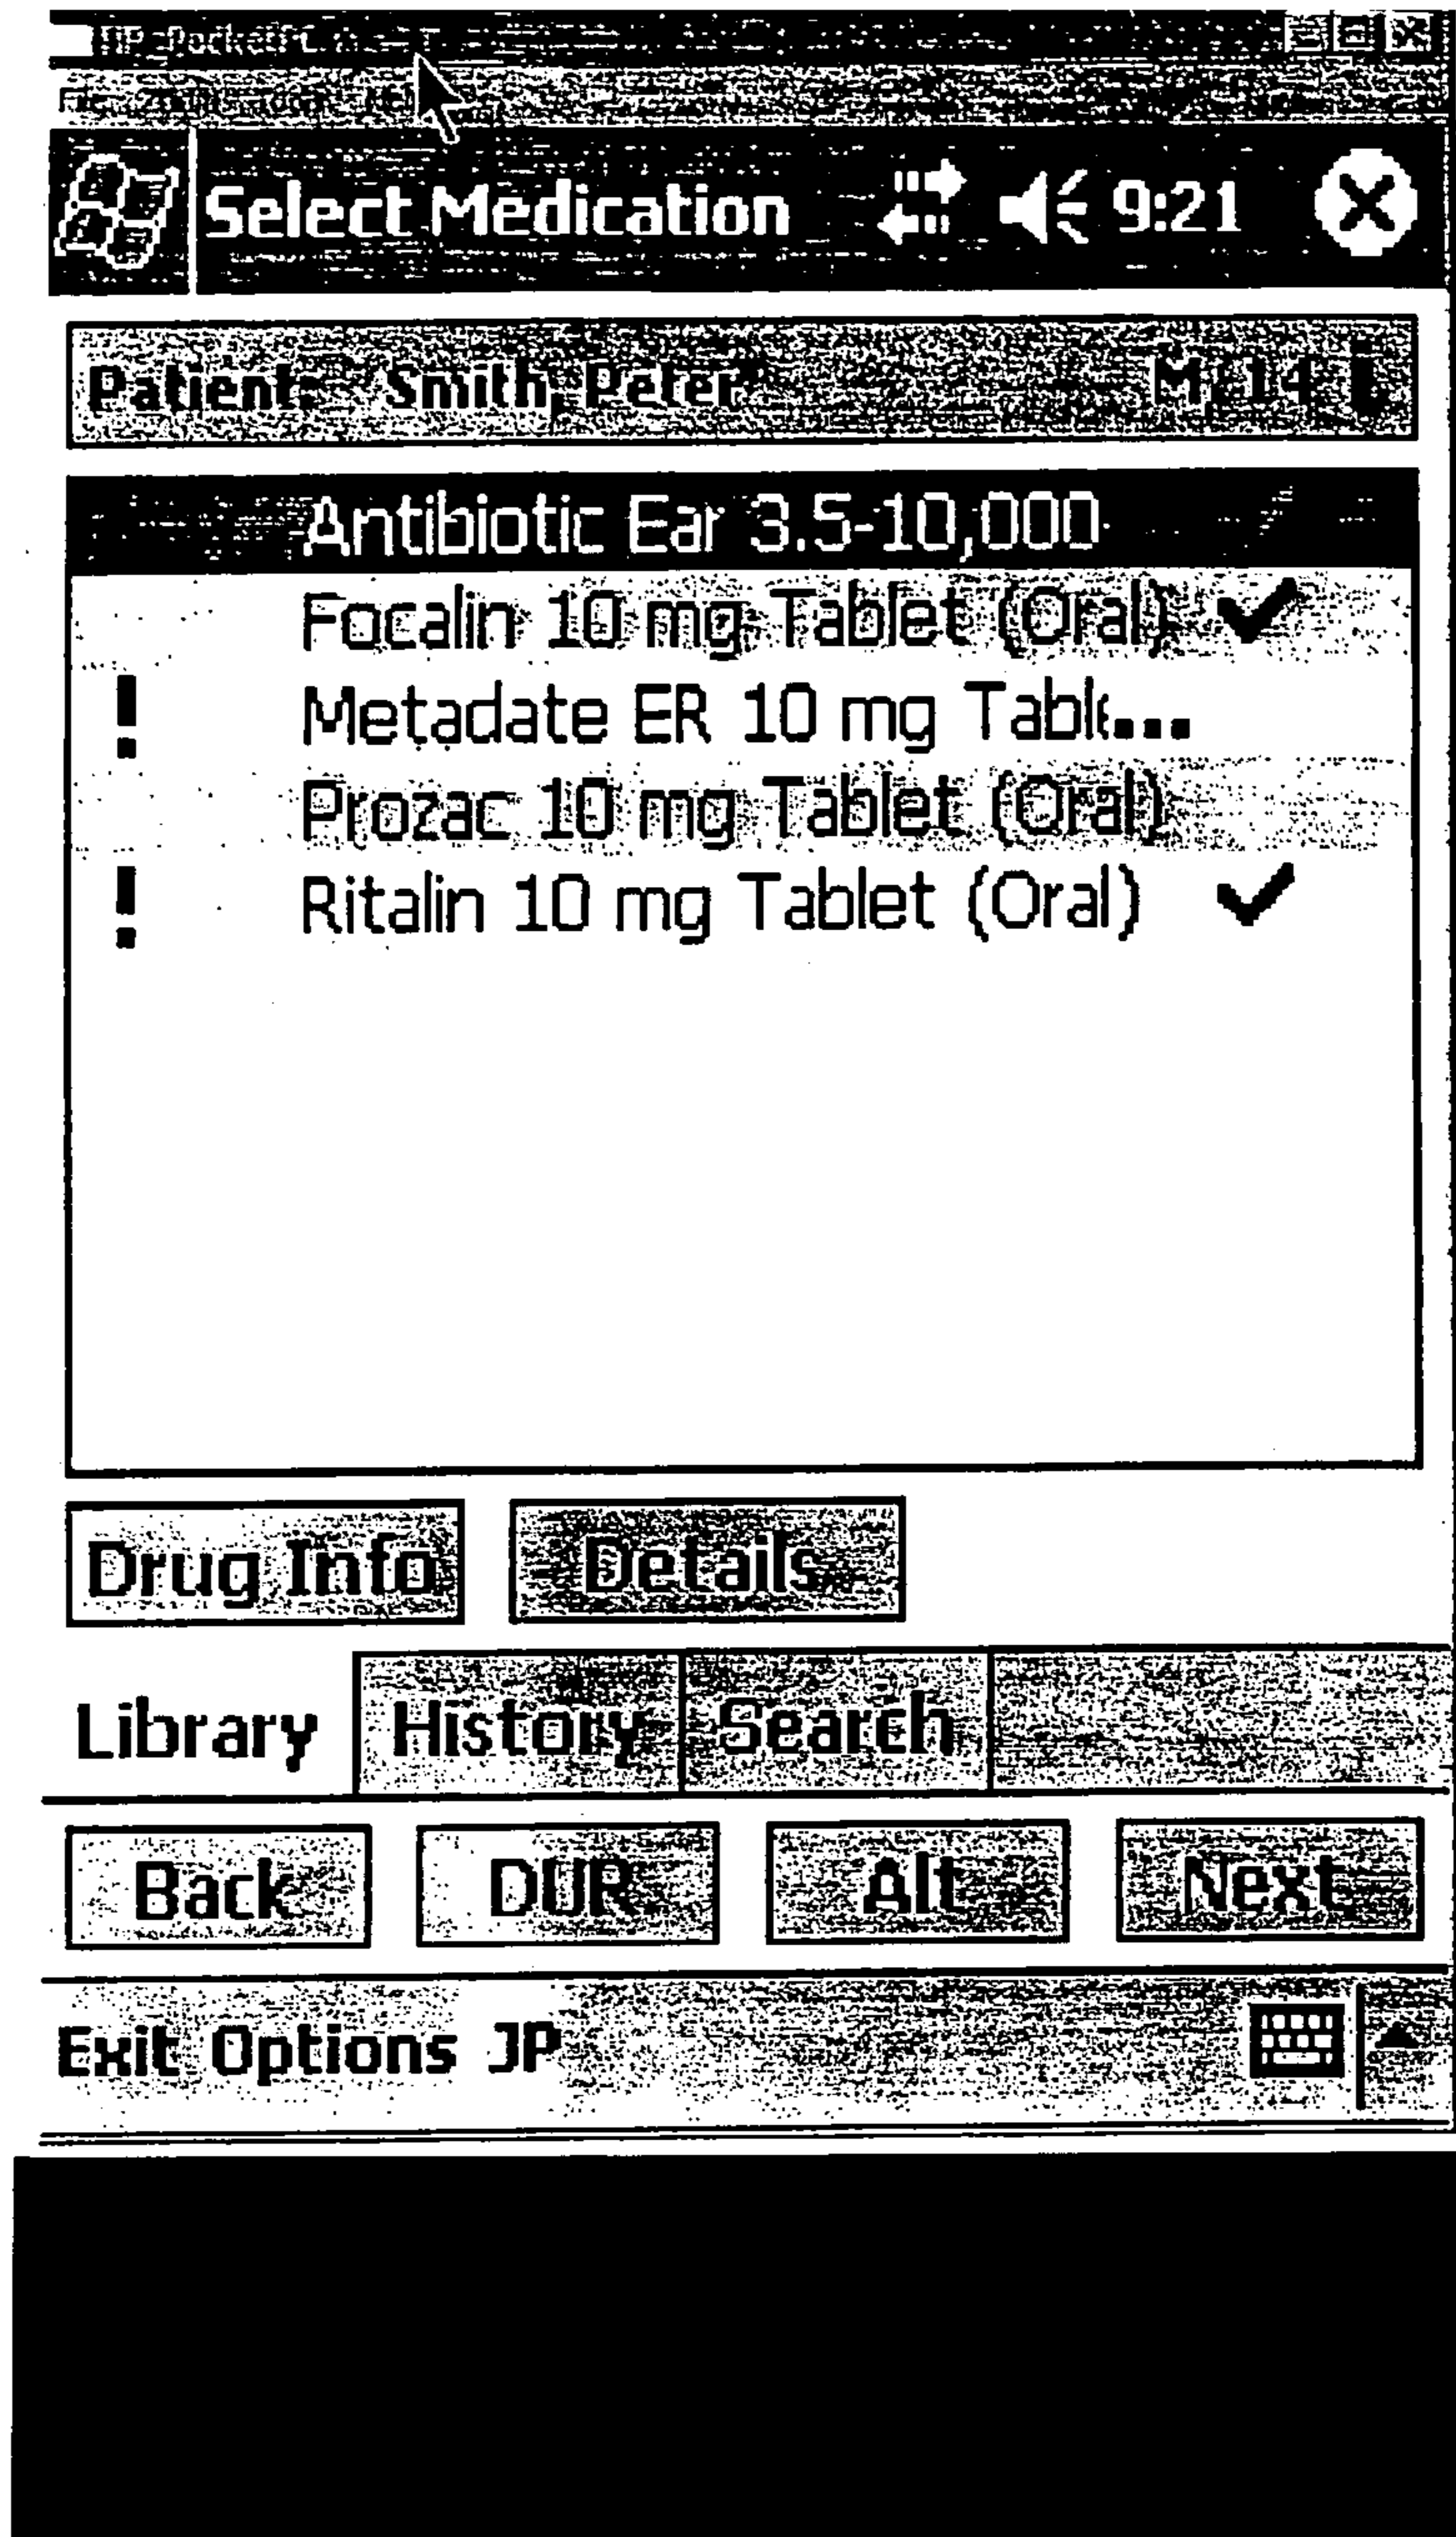 Select Medication 9:21
Patient: Smith, Peter M/14
Antibiotic Ear 3.5-10,000
Focalin 10 mg Tablet (Oral) ✓
! Metadate ER 10 mg Table...
Prozac 10 mg Tablet (Oral)
! Ritalin 10 mg Tablet (Oral) ✓
Drug Info Details
Library History Search
Back DUR Alt Next
Exit Options JP